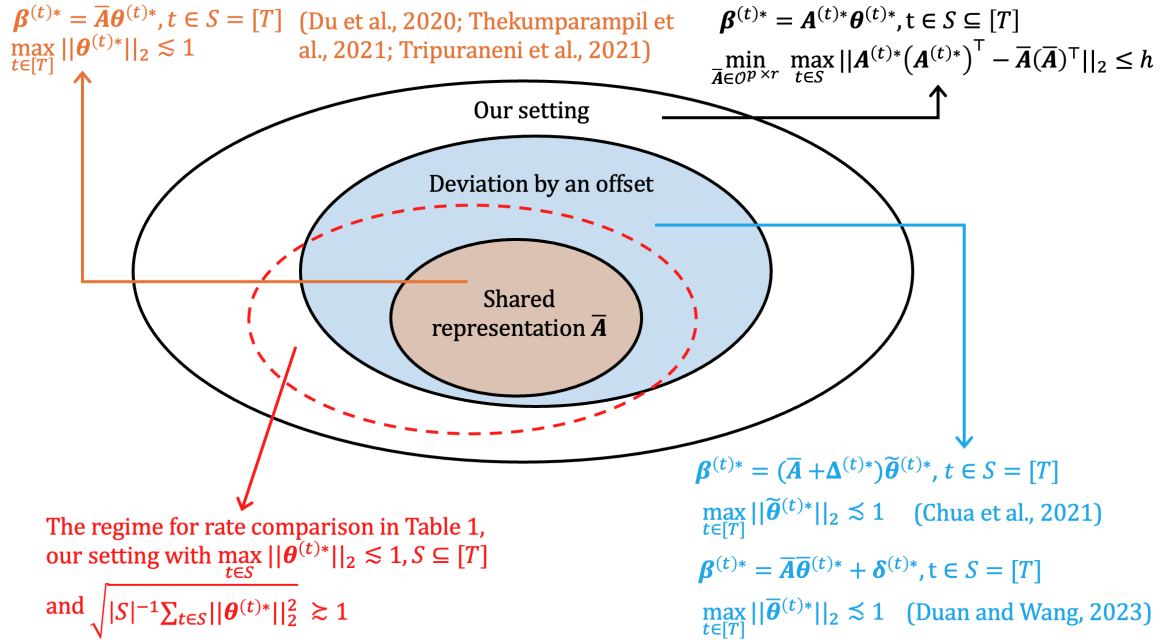 𝜷^{(t)*} = A̅𝜽^{(t)*}, t ∈ S = [T] (Du et al., 2020; Thekumparampil et
max_{t∈[T]} ||𝜽^{(t)*}||_2 ≲ 1 al., 2021; Tripuraneni et al., 2021)
𝜷^{(t)*} = A^{(t)*}𝜽^{(t)*}, t ∈ S ⊆ [T]
min_{A̅∈𝒪^{p×r}} max_{t∈S} ||A^{(t)*}(A^{(t)*})^⊤ − A̅(A̅)^⊤||_2 ≤ h
Our setting
Deviation by an offset
Shared
representation A̅
The regime for rate comparison in Table 1,
our setting with max_{t∈S} ||𝜽^{(t)*}||_2 ≲ 1, S ⊆ [T]
and √(|S|^{-1}∑_{t∈S}||𝜽^{(t)*}||_2^2) ≳ 1
𝜷^{(t)*} = (A̅ + 𝚫^{(t)*})𝜽̃^{(t)*}, t ∈ S = [T]
max_{t∈[T]} ||𝜽̃^{(t)*}||_2 ≾ 1 (Chua et al., 2021)
𝜷^{(t)*} = A̅𝜽̅^{(t)*} + 𝜹^{(t)*}, t ∈ S = [T]
max_{t∈[T]} ||𝜽̅^{(t)*}||_2 ≾ 1 (Duan and Wang, 2023)